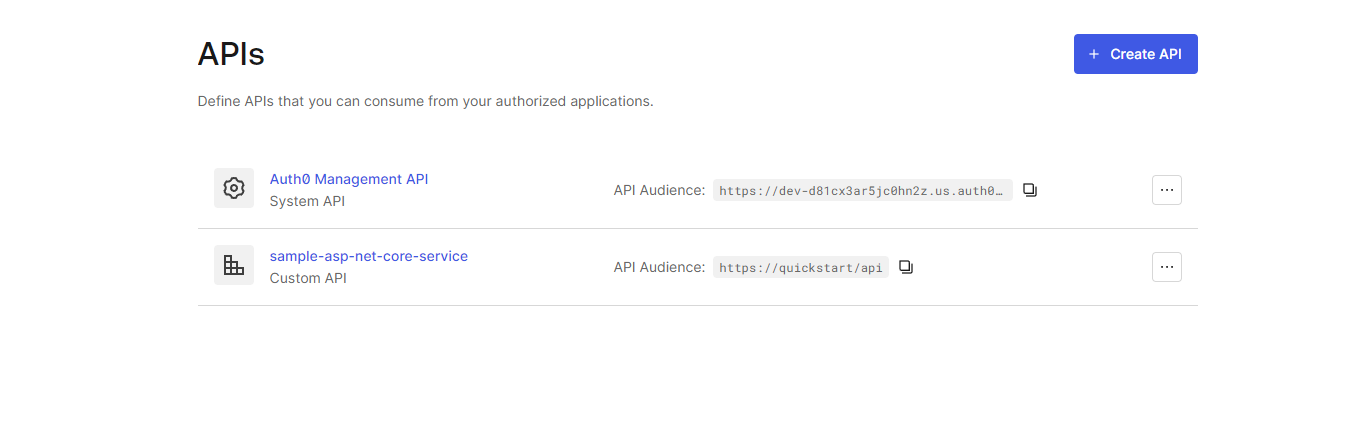 APIs
+ Create API
Define APIs that you can consume from your authorized applications.
Auth0 Management API
System API
API Audience: https://dev-d81cx3ar5jc0hn2z.us.auth0…
sample-asp-net-core-service
Custom API
API Audience: https://quickstart/api